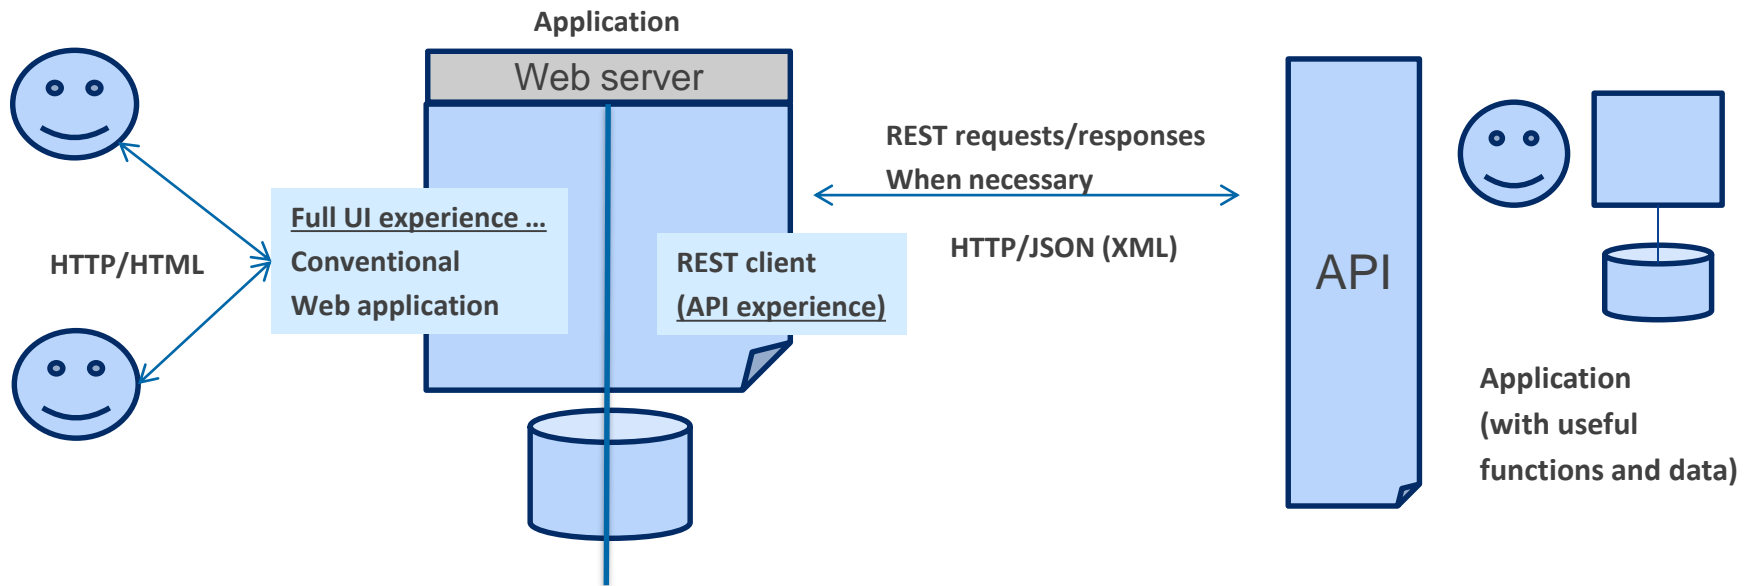 Application
Web server
HTTP/HTML
Full UI experience ...
Conventional
Web application
REST client
(API experience)
REST requests/responses
When necessary
HTTP/JSON (XML)
API
Application
(with useful
functions and data)